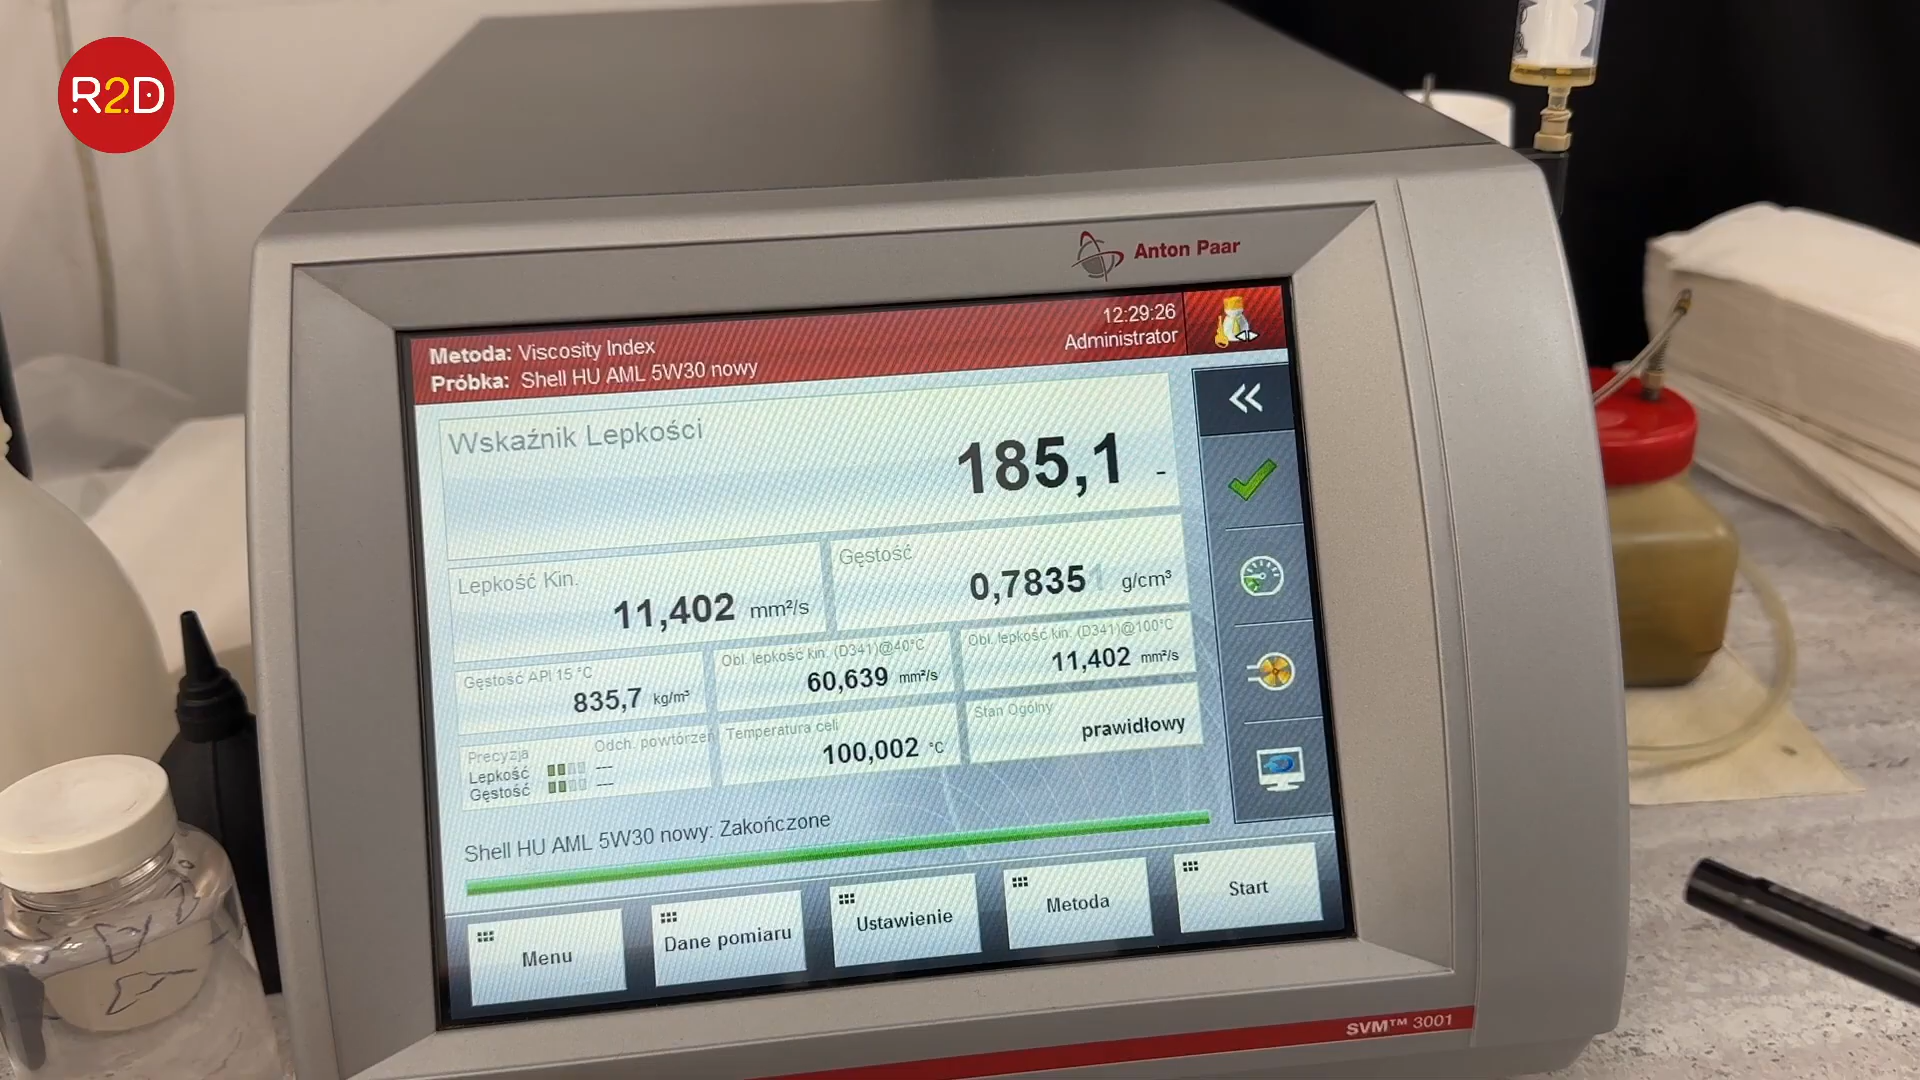 R2D
Anton Paar
Metoda: Viscosity Index
Próbka: Shell HU AML 5W30 nowy
12:29:26
Administrator
Wskaźnik Lepkości
185,1 -
Lepkość Kin.
11,402 mm²/s
Gęstość
0,7835 g/cm³
Gęstość API 15 °C
835,7 kg/m³
Obl. lepkość kin. (D341)@40°C
60,639 mm²/s
Obl. lepkość kin. (D341)@100°C
11,402 mm²/s
Precyzja
Odch. powtórzeń
Lepkość ---
Gęstość ---
Temperatura celi
100,002 °C
Stan Ogólny
prawidłowy
Shell HU AML 5W30 nowy: Zakończone
Menu
Dane pomiaru
Ustawienie
Metoda
Start
SVM™ 3001